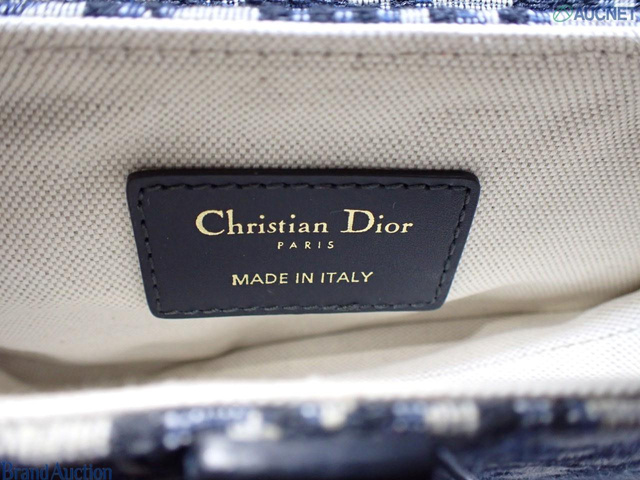 AUCNET
Christian Dior
PARIS
MADE IN ITALY
Brand Auction